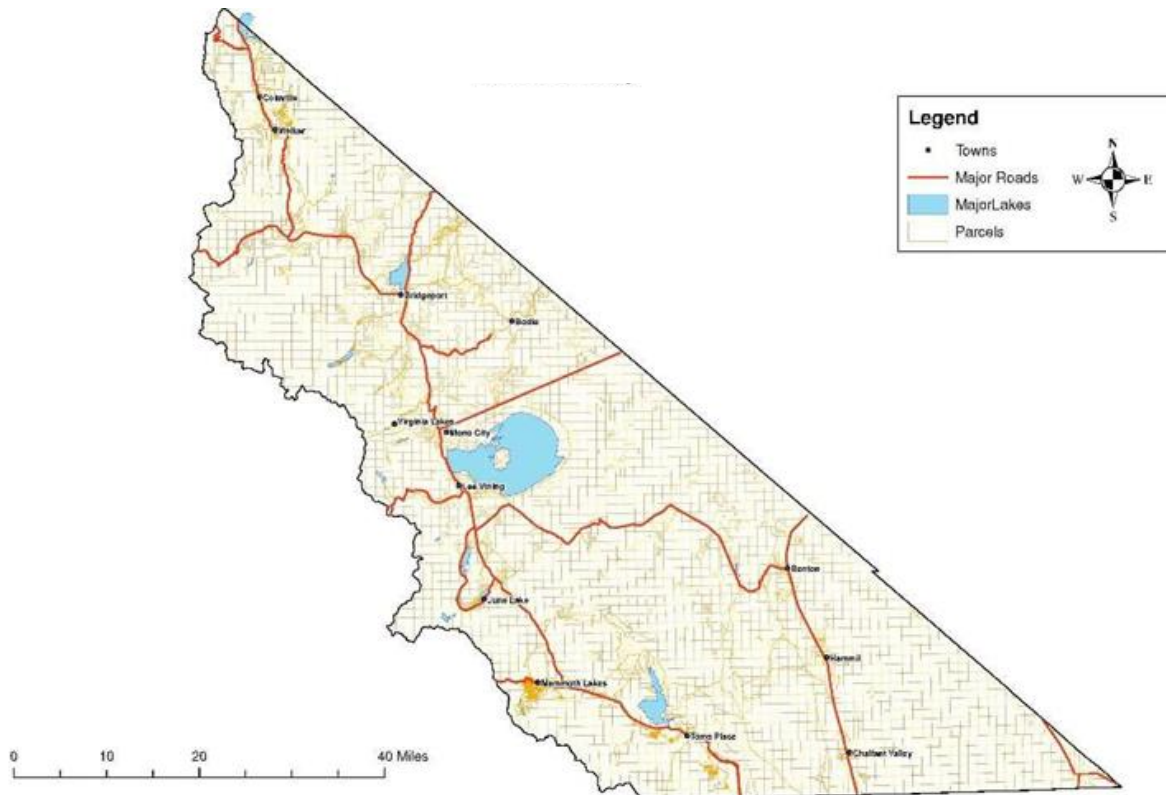 Legend
Towns
Major Roads
MajorLakes
Parcels
N
W E
S
Coleville
Walker
Bridgeport
Bodie
Virginia Lakes
Mono City
Lee Vining
Benton
June Lake
Hammil
Mammoth Lakes
Toms Place
Chalfant Valley
0 20 40 Miles